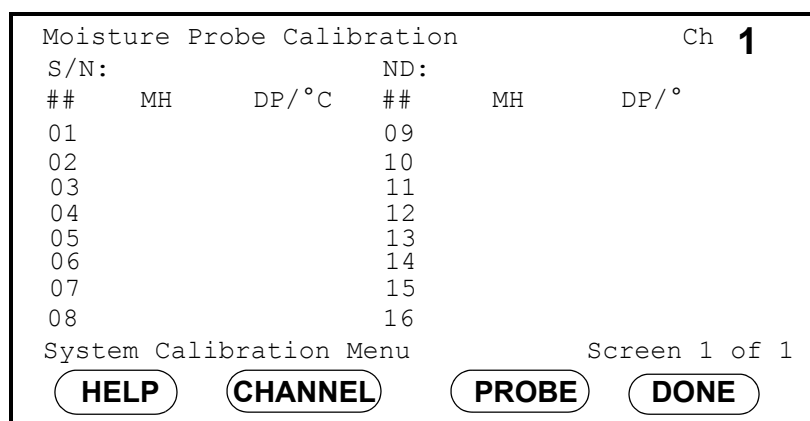 Moisture Probe Calibration Ch 1
S/N: ND:
## MH DP/°C ## MH DP/°
01 09
02 10
03 11
04 12
05 13
06 14
07 15
08 16
System Calibration Menu Screen 1 of 1
HELP CHANNEL PROBE DONE